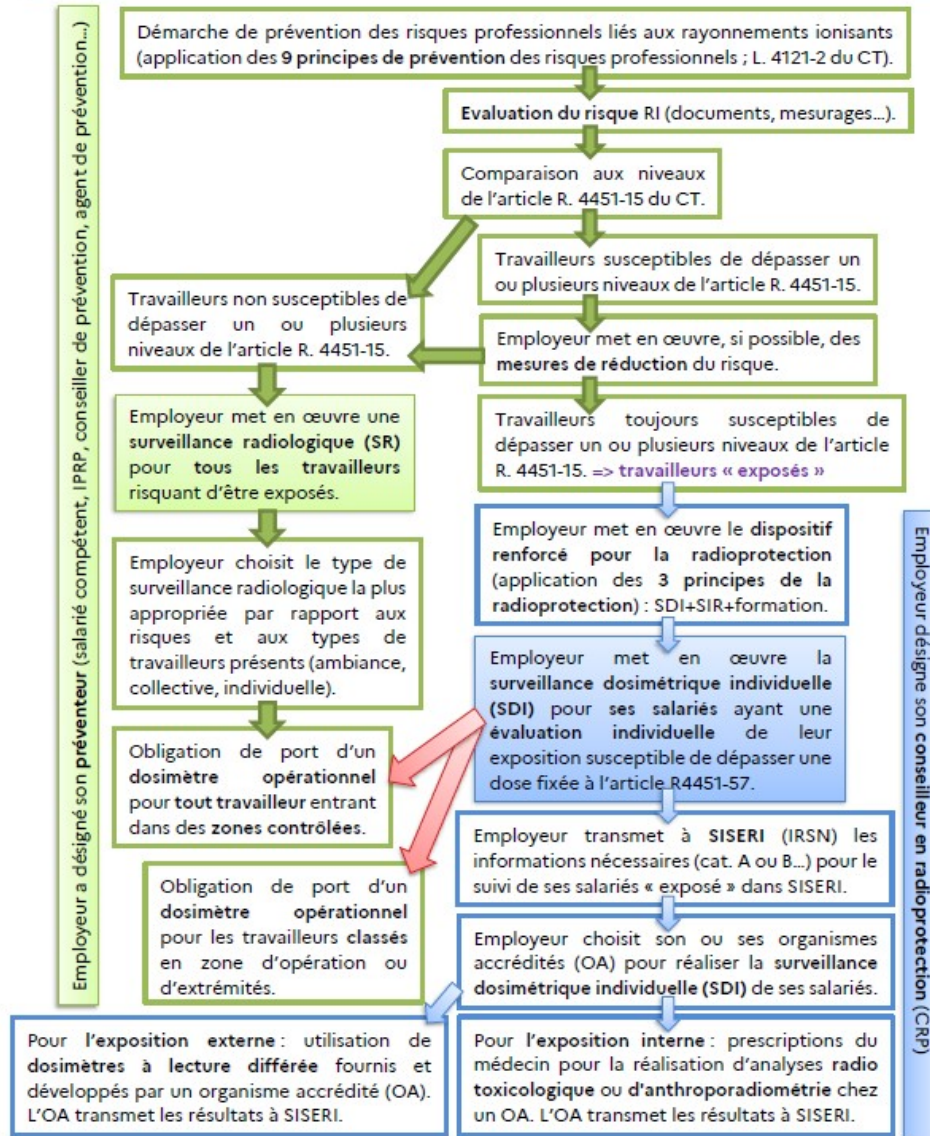 Employeur a désigné son préventeur (salarié compétent, IPRP, conseiller de prévention, agent de prévention…)
Démarche de prévention des risques professionnels liés aux rayonnements ionisants
(application des 9 principes de prévention des risques professionnels ; L. 4121-2 du CT).
Evaluation du risque RI (documents, mesurages…).
Comparaison aux niveaux
de l'article R. 4451-15 du CT.
Travailleurs susceptibles de dépasser un
ou plusieurs niveaux de l'article R. 4451-15.
Travailleurs non susceptibles de
dépasser un ou plusieurs
niveaux de l'article R. 4451-15.
Employeur met en œuvre, si possible, des
mesures de réduction du risque.
Employeur met en œuvre une
surveillance radiologique (SR)
pour tous les travailleurs
risquant d'être exposés.
Travailleurs toujours susceptibles de
dépasser un ou plusieurs niveaux de l'article
R. 4451-15. => travailleurs « exposés »
Employeur choisit le type de
surveillance radiologique la plus
appropriée par rapport aux
risques et aux types de
travailleurs présents (ambiance,
collective, individuelle).
Employeur met en œuvre le dispositif
renforcé pour la radioprotection
(application des 3 principes de la
radioprotection) : SDI+SIR+formation.
Employeur met en œuvre la
surveillance dosimétrique individuelle
(SDI) pour ses salariés ayant une
évaluation individuelle de leur
exposition susceptible de dépasser une
dose fixée à l'article R4451-57.
Obligation de port d'un
dosimètre opérationnel
pour tout travailleur entrant
dans des zones contrôlées.
Employeur transmet à SISERI (IRSN) les
informations nécessaires (cat. A ou B…) pour le
suivi de ses salariés « exposé » dans SISERI.
Obligation de port d'un
dosimètre opérationnel
pour les travailleurs classés
en zone d'opération ou
d'extrémités.
Employeur choisit son ou ses organismes
accrédités (OA) pour réaliser la surveillance
dosimétrique individuelle (SDI) de ses salariés.
Pour l'exposition externe : utilisation de
dosimètres à lecture différée fournis et
développés par un organisme accrédité (OA).
L'OA transmet les résultats à SISERI.
Pour l'exposition interne : prescriptions du
médecin pour la réalisation d'analyses radio
toxicologique ou d'anthroporadiométrie chez
un OA. L'OA transmet les résultats à SISERI.
Employeur désigne son conseiller en radioprotection (CRP)